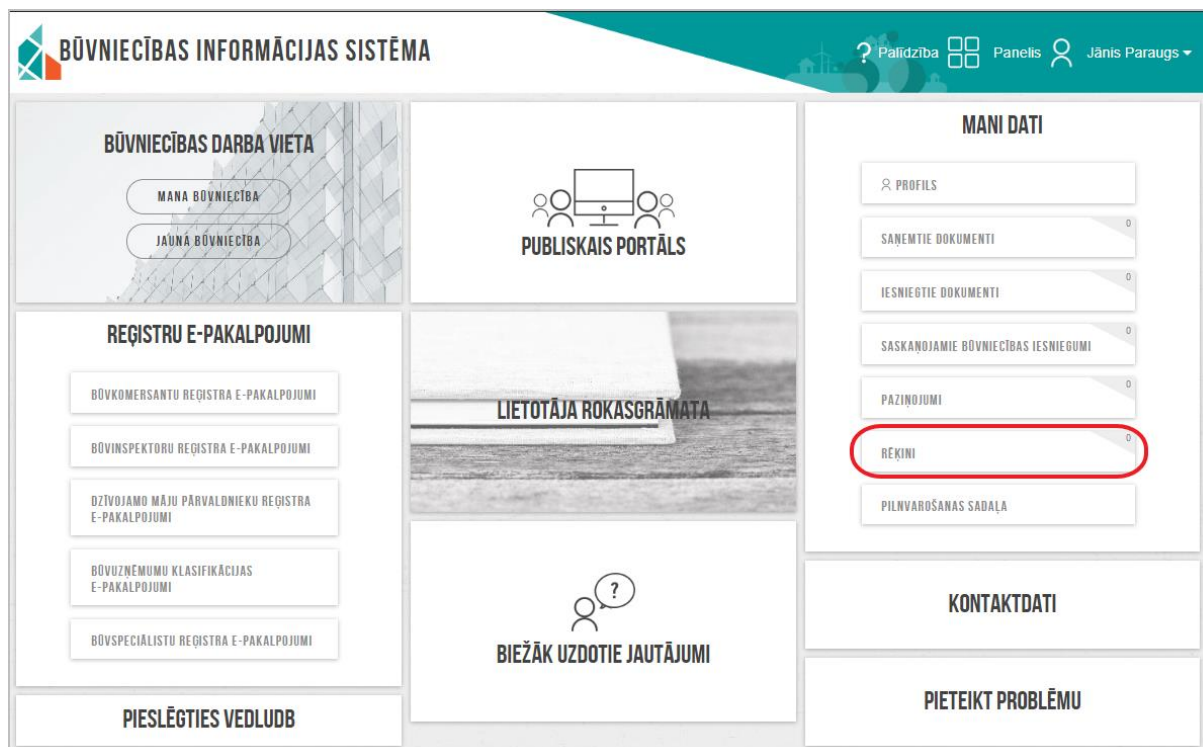 BŪVNIECĪBAS INFORMĀCIJAS SISTĒMA
? Palīdzība Panelis Jānis Paraugs
BŪVNIECĪBAS DARBA VIETA
MANA BŪVNIECĪBA
JAUNA BŪVNIECĪBA
REĢISTRU E-PAKALPOJUMI
BŪVKOMERSANTU REĢISTRA E-PAKALPOJUMI
BŪVINSPEKTORU REĢISTRA E-PAKALPOJUMI
DZĪVOJAMO MĀJU PĀRVALDNIEKU REĢISTRA
E-PAKALPOJUMI
BŪVUZŅĒMUMU KLASIFIKĀCIJAS
E-PAKALPOJUMI
BŪVSPECIĀLISTU REĢISTRA E-PAKALPOJUMI
PIESLĒGTIES VEDLUDB
PUBLISKAIS PORTĀLS
LIETOTĀJA ROKASGRĀMATA
?
BIEŽĀK UZDOTIE JAUTĀJUMI
MANI DATI
PROFILS
SAŅEMTIE DOKUMENTI 0
IESNIEGTIE DOKUMENTI 0
SASKAŅOJAMIE BŪVNIECĪBAS IESNIEGUMI 0
PAZIŅOJUMI 0
RĒĶINI 0
PILNVAROŠANAS SADAĻA
KONTAKTDATI
PIETEIKT PROBLĒMU